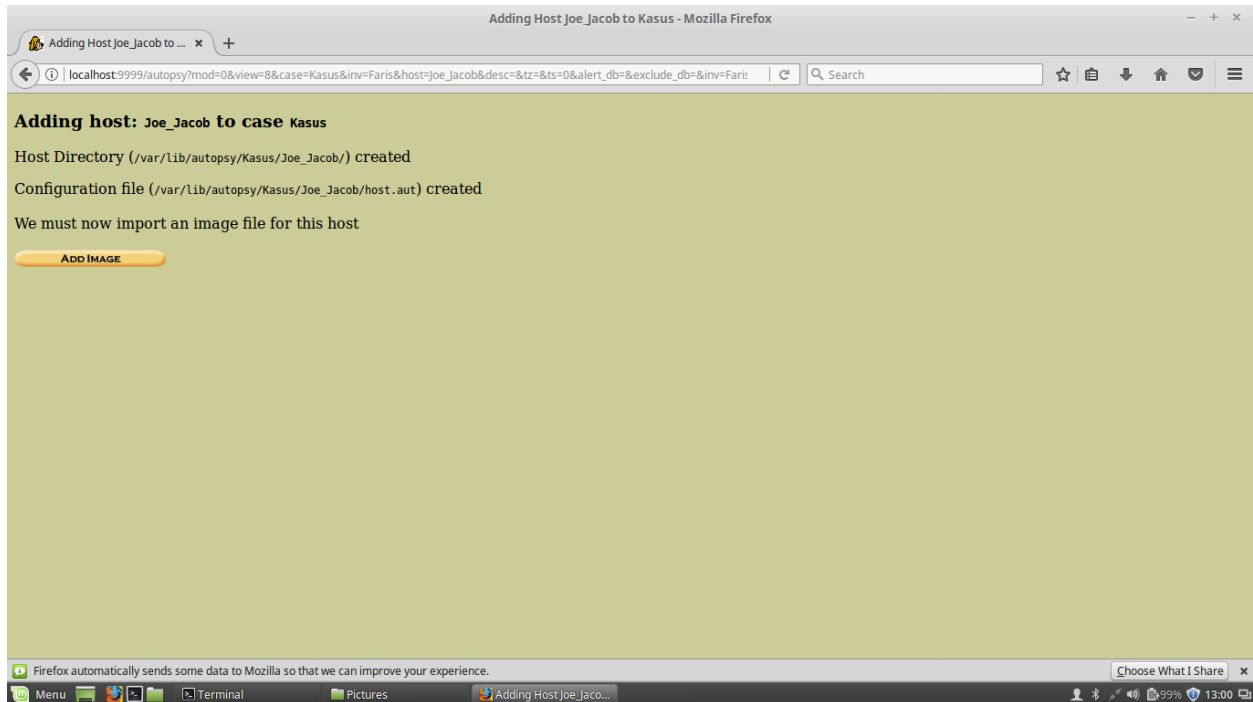 Adding Host Joe_Jacob to Kasus - Mozilla Firefox
Adding Host Joe_Jacob to ...
localhost:9999/autopsy?mod=0&view=8&case=Kasus&inv=Faris&host=Joe_Jacob&desc=&tz=&ts=0&alert_db=&exclude_db=&inv=Faris
Search
Adding host: Joe_Jacob to case Kasus
Host Directory (/var/lib/autopsy/Kasus/Joe_Jacob/) created
Configuration file (/var/lib/autopsy/Kasus/Joe_Jacob/host.aut) created
We must now import an image file for this host
ADD IMAGE
Firefox automatically sends some data to Mozilla so that we can improve your experience.
Choose What I Share
Menu
Terminal
Pictures
Adding Host Joe_Jaco...
99%
13:00